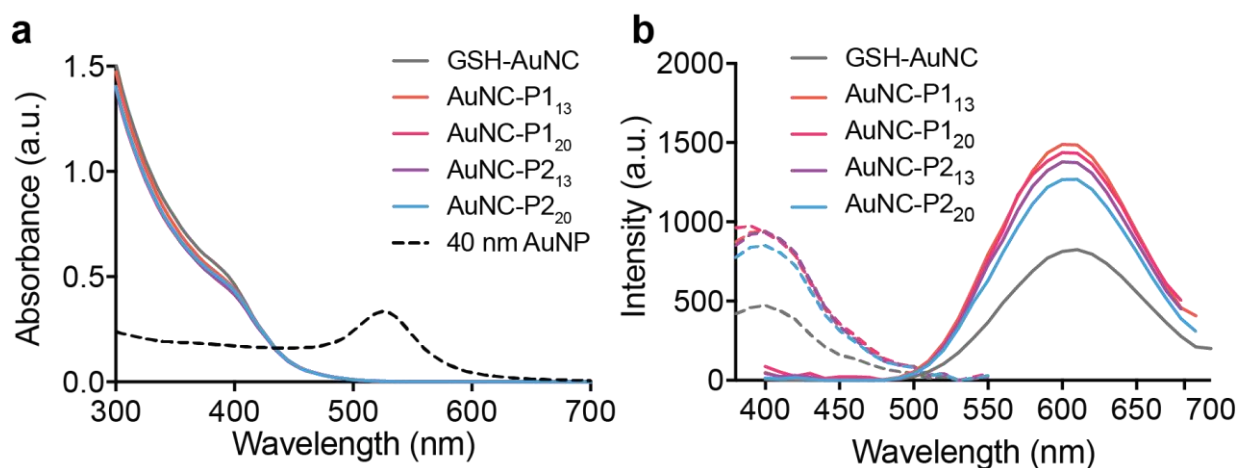 a
Absorbance (a.u.)
1.5
1.0
0.5
0.0
300
400
500
600
700
Wavelength (nm)
GSH-AuNC
AuNC-P1₁₃
AuNC-P1₂₀
AuNC-P2₁₃
AuNC-P2₂₀
40 nm AuNP
b
Intensity (a.u.)
2000
1500
1000
500
0
400
450
500
550
600
650
700
Wavelength (nm)
GSH-AuNC
AuNC-P1₁₃
AuNC-P1₂₀
AuNC-P2₁₃
AuNC-P2₂₀